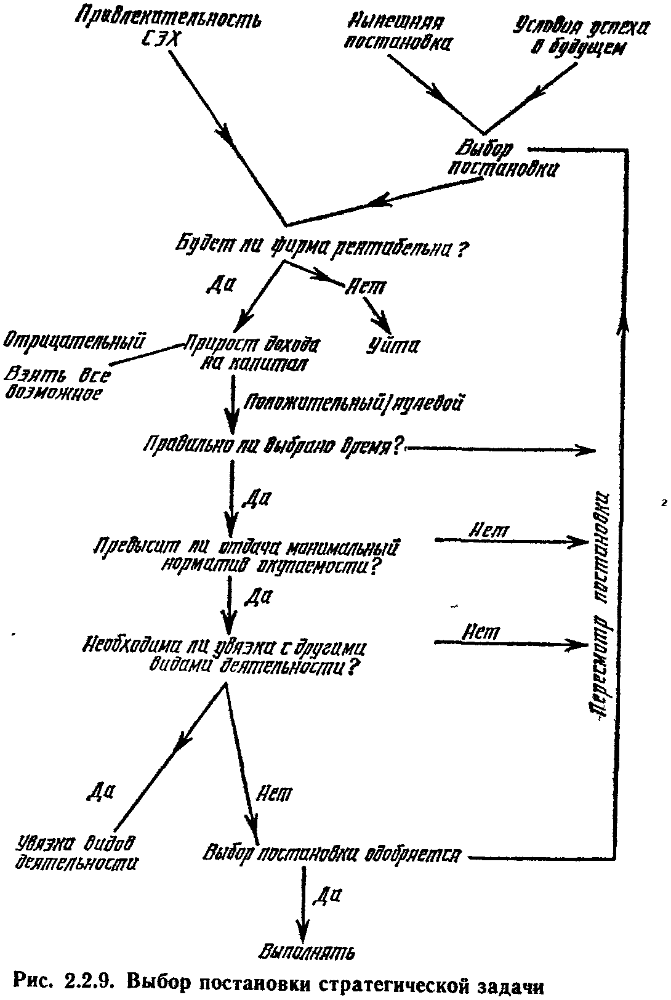 Привлекательность
СЗХ
Нынешняя
постановка
Условия успеха
в будущем
Выбор
постановки
Будет ли фирма рентабельна?
Да
Нет
Отрицательный
Прирост дохода
на капитал
Уйти
Взять все
возможное
Положительный/нулевой
Правильно ли выбрано время?
Да
Превысит ли отдача минимальный
норматив окупаемости?
Нет
Да
Необходима ли увязка с другими
видами деятельности?
Нет
Пересмотр постановки
Да
Нет
Увязка видов
деятельности
Выбор постановки одобряется
Да
Выполнять
Рис. 2.2.9. Выбор постановки стратегической задачи